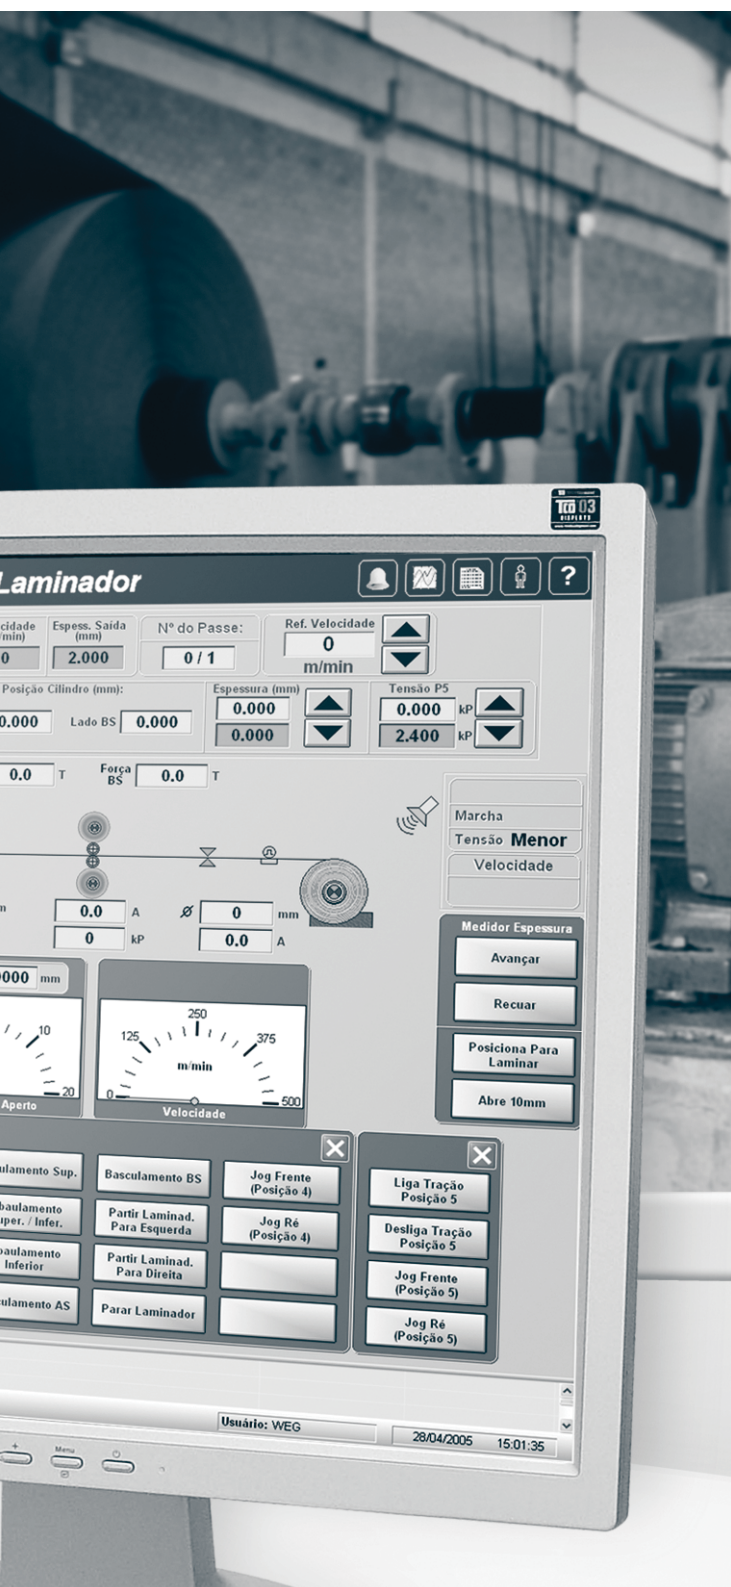 TCO 03
DISPLAYS
Laminador
?
Espess. Saída
(mm)
2.000
Nº do Passe:
0 / 1
Ref. Velocidade
0
m/min
Posição Cilindro (mm):
0.000
Lado BS
0.000
Espessura (mm)
0.000
0.000
Tensão P5
0.000
kP
2.400
kP
0.0
T
Força
BS
0.0
T
Marcha
Tensão Menor
Velocidade
0.0
A
0
kP
Ø
0
mm
0.0
A
Medidor Espessura
Avançar
Recuar
Posiciona Para
Laminar
Abre 10mm
mm
10
20
Aperto
0
125
250
375
500
m/min
Velocidade
Sup.
Basculamento BS
Jog Frente
(Posição 4)
Liga Tração
Posição 5
/ Infer.
Partir Laminad.
Para Esquerda
Jog Ré
(Posição 4)
Desliga Tração
Posição 5
Inferior
Partir Laminad.
Para Direita
Jog Frente
(Posição 5)
AS
Parar Laminador
Jog Ré
(Posição 5)
Usuário: WEG
28/04/2005
15:01:35
+
Menu